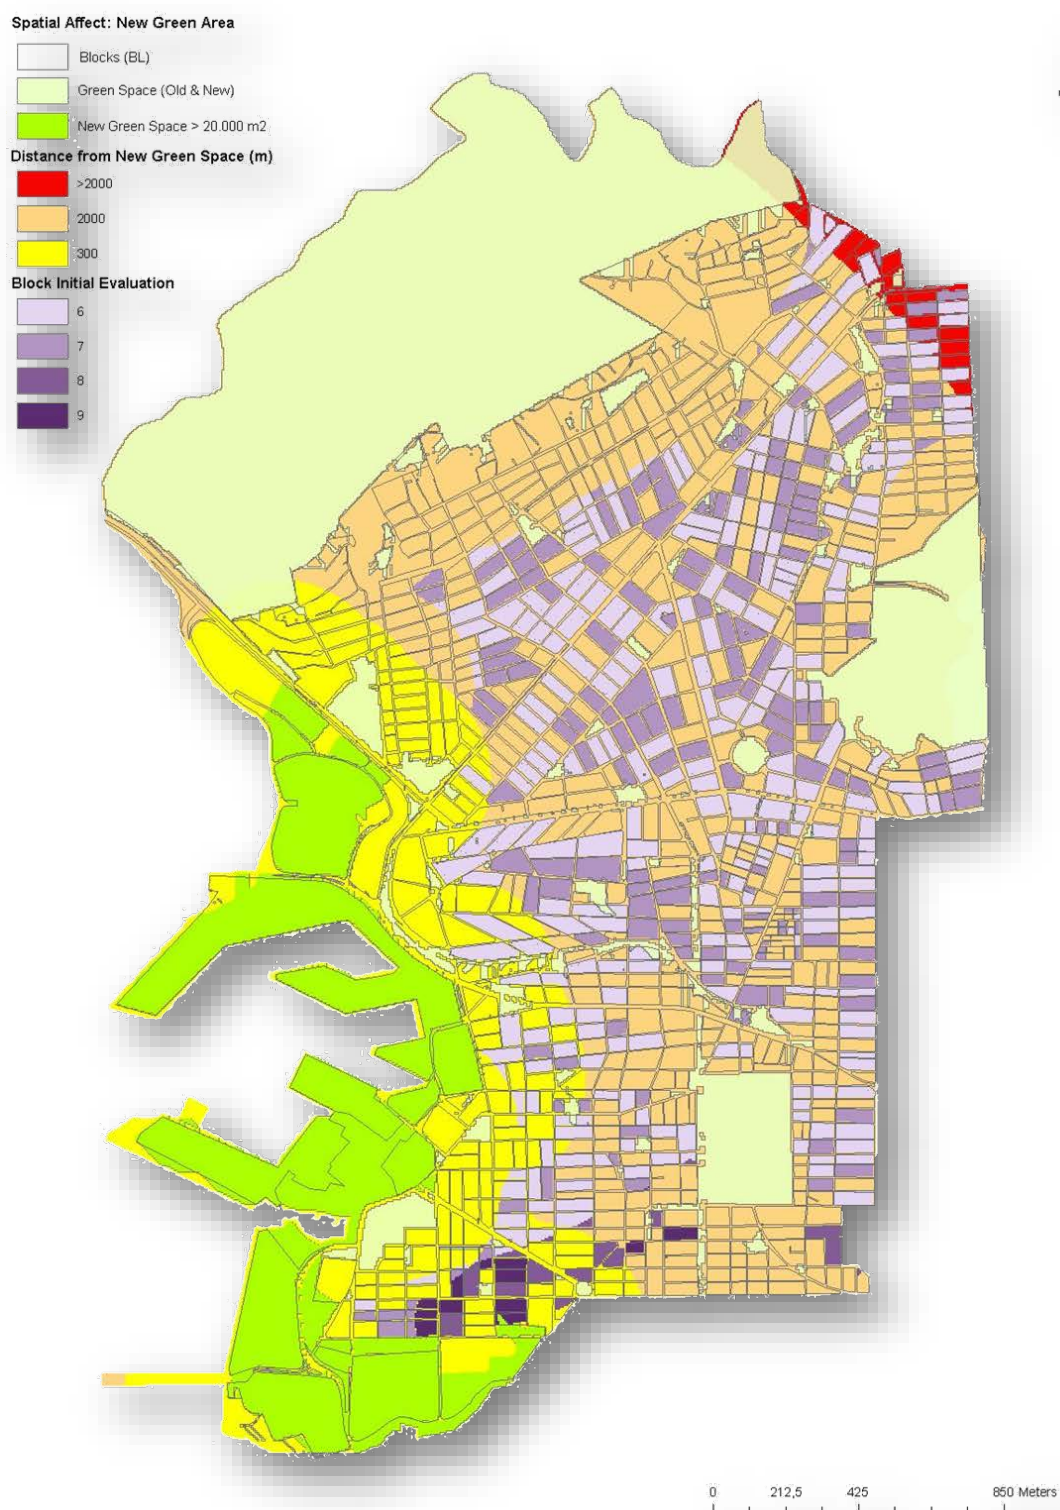 Spatial Affect: New Green Area
Blocks (BL)
Green Space (Old & New)
New Green Space > 20.000 m2
Distance from New Green Space (m)
>2000
2000
300
Block Initial Evaluation
6
7
8
9
0 212,5 425 850 Meters